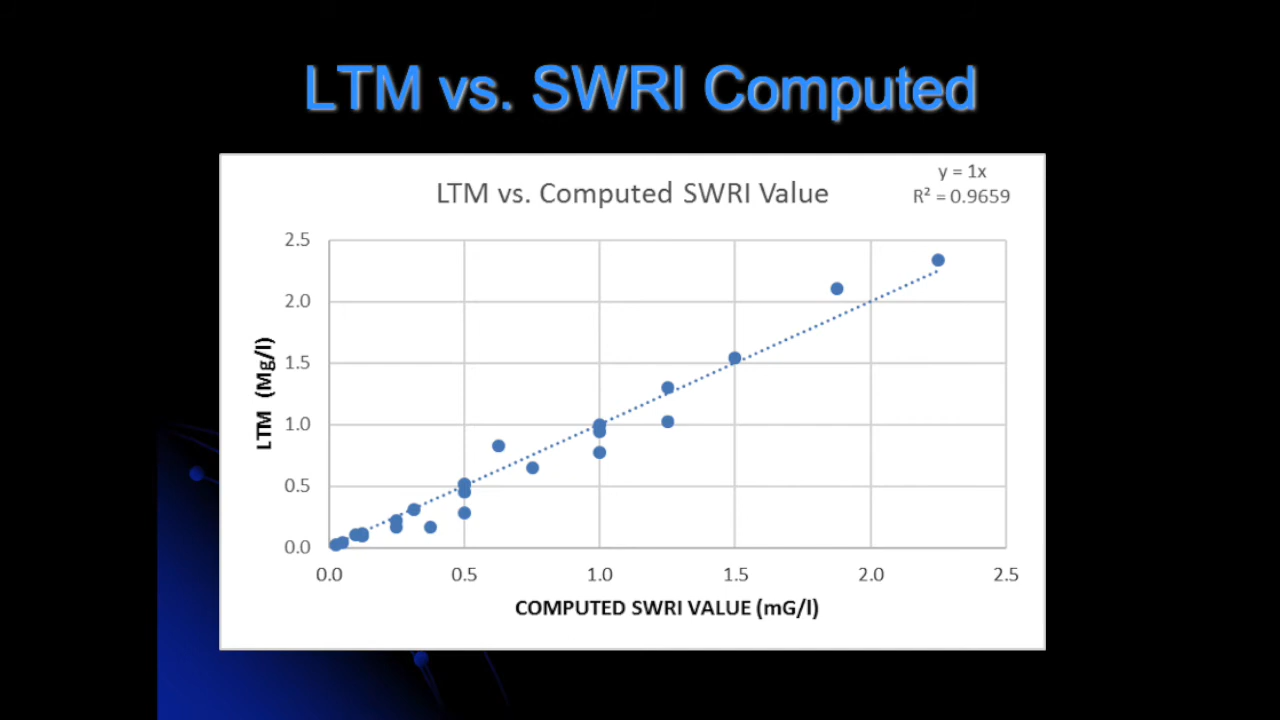 LTM vs. SWRI Computed
LTM vs. Computed SWRI Value
y = 1x
R² = 0.9659
2.5
2.0
1.5
1.0
0.5
0.0
LTM (Mg/l)
0.0 0.5 1.0 1.5 2.0 2.5
COMPUTED SWRI VALUE (mG/l)